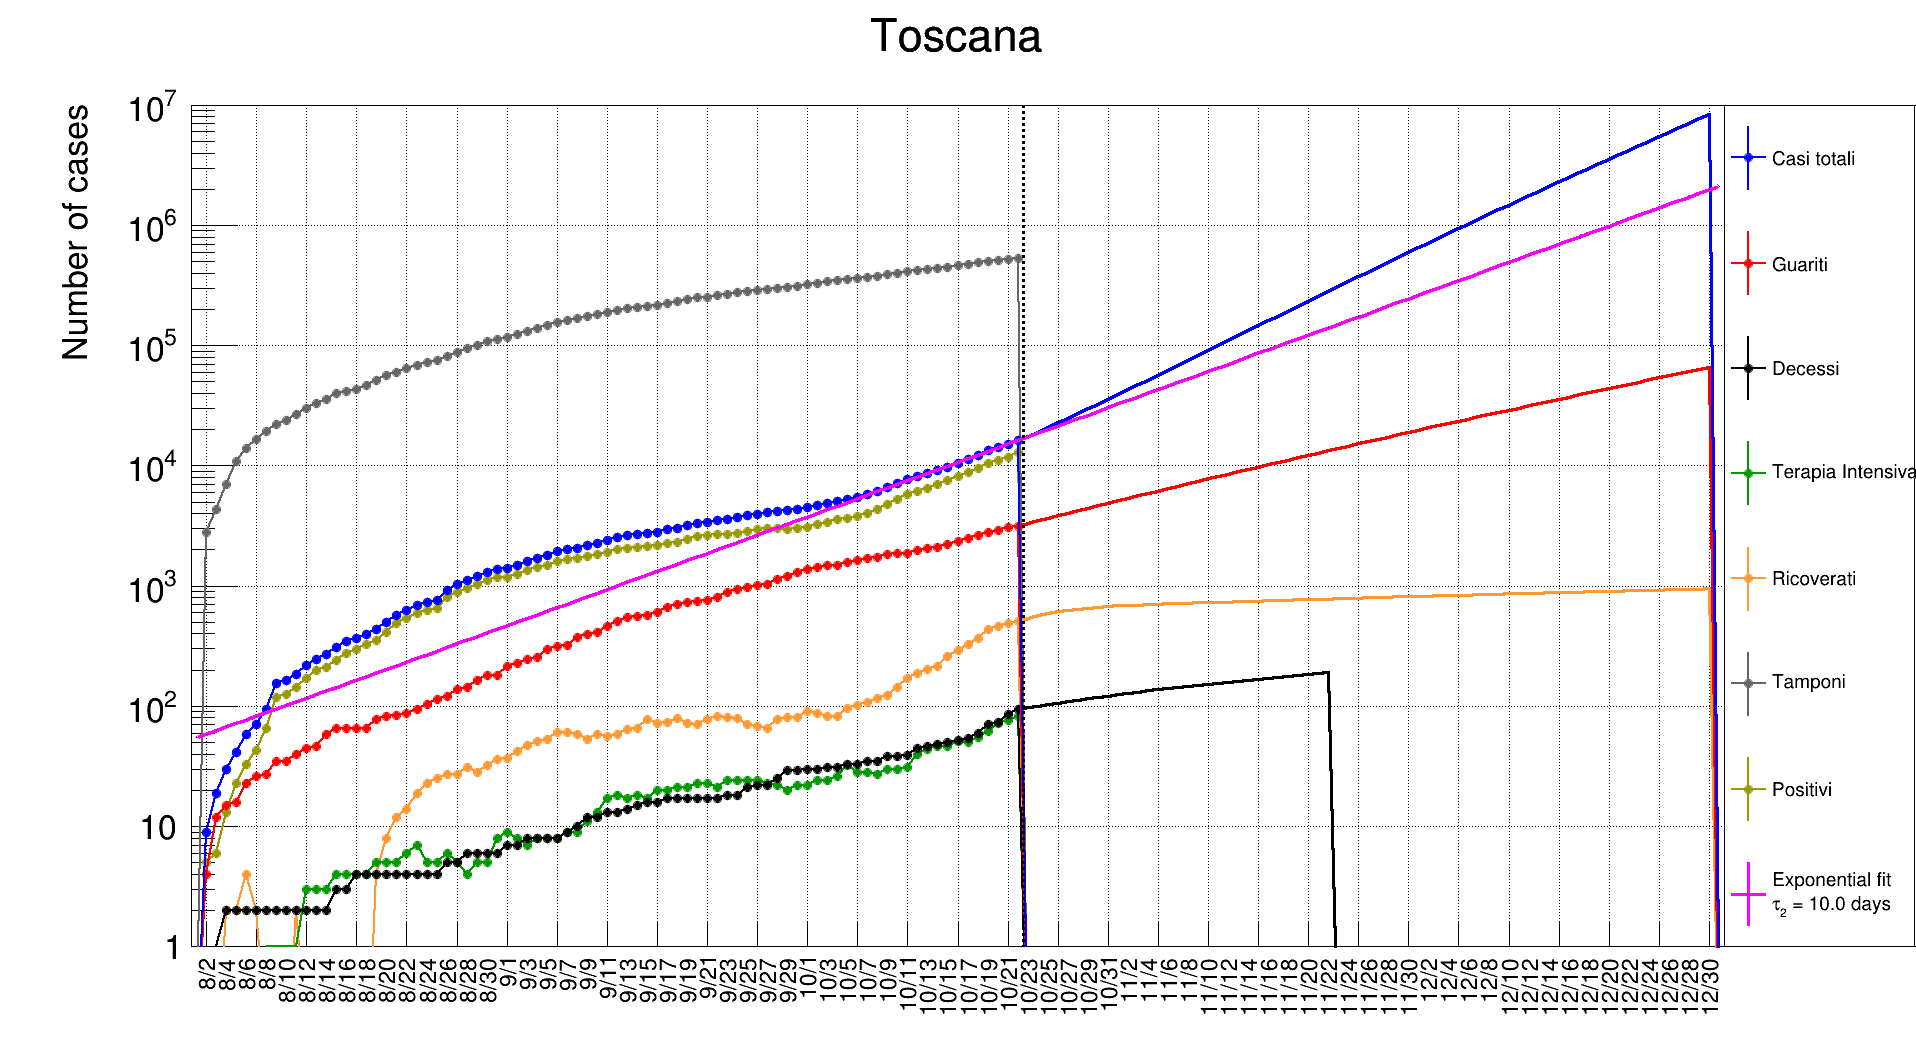 Toscana
Number of cases
10^7
10^6
10^5
10^4
10^3
10^2
10
1
8/2 8/4 8/6 8/8 8/10 8/12 8/14 8/16 8/18 8/20 8/22 8/24 8/26 8/28 8/30 9/1 9/3 9/5 9/7 9/9 9/11 9/13 9/15 9/17 9/19 9/21 9/23 9/25 9/27 9/29 10/1 10/3 10/5 10/7 10/9 10/11 10/13 10/15 10/17 10/19 10/21 10/23 10/25 10/27 10/29 10/31 11/2 11/4 11/6 11/8 11/10 11/12 11/14 11/16 11/18 11/20 11/22 11/24 11/26 11/28 11/30 12/2 12/4 12/6 12/8 12/10 12/12 12/14 12/16 12/18 12/20 12/22 12/24 12/26 12/28 12/30
Casi totali
Guariti
Decessi
Terapia Intensiva
Ricoverati
Tamponi
Positivi
Exponential fit
τ₂ = 10.0 days